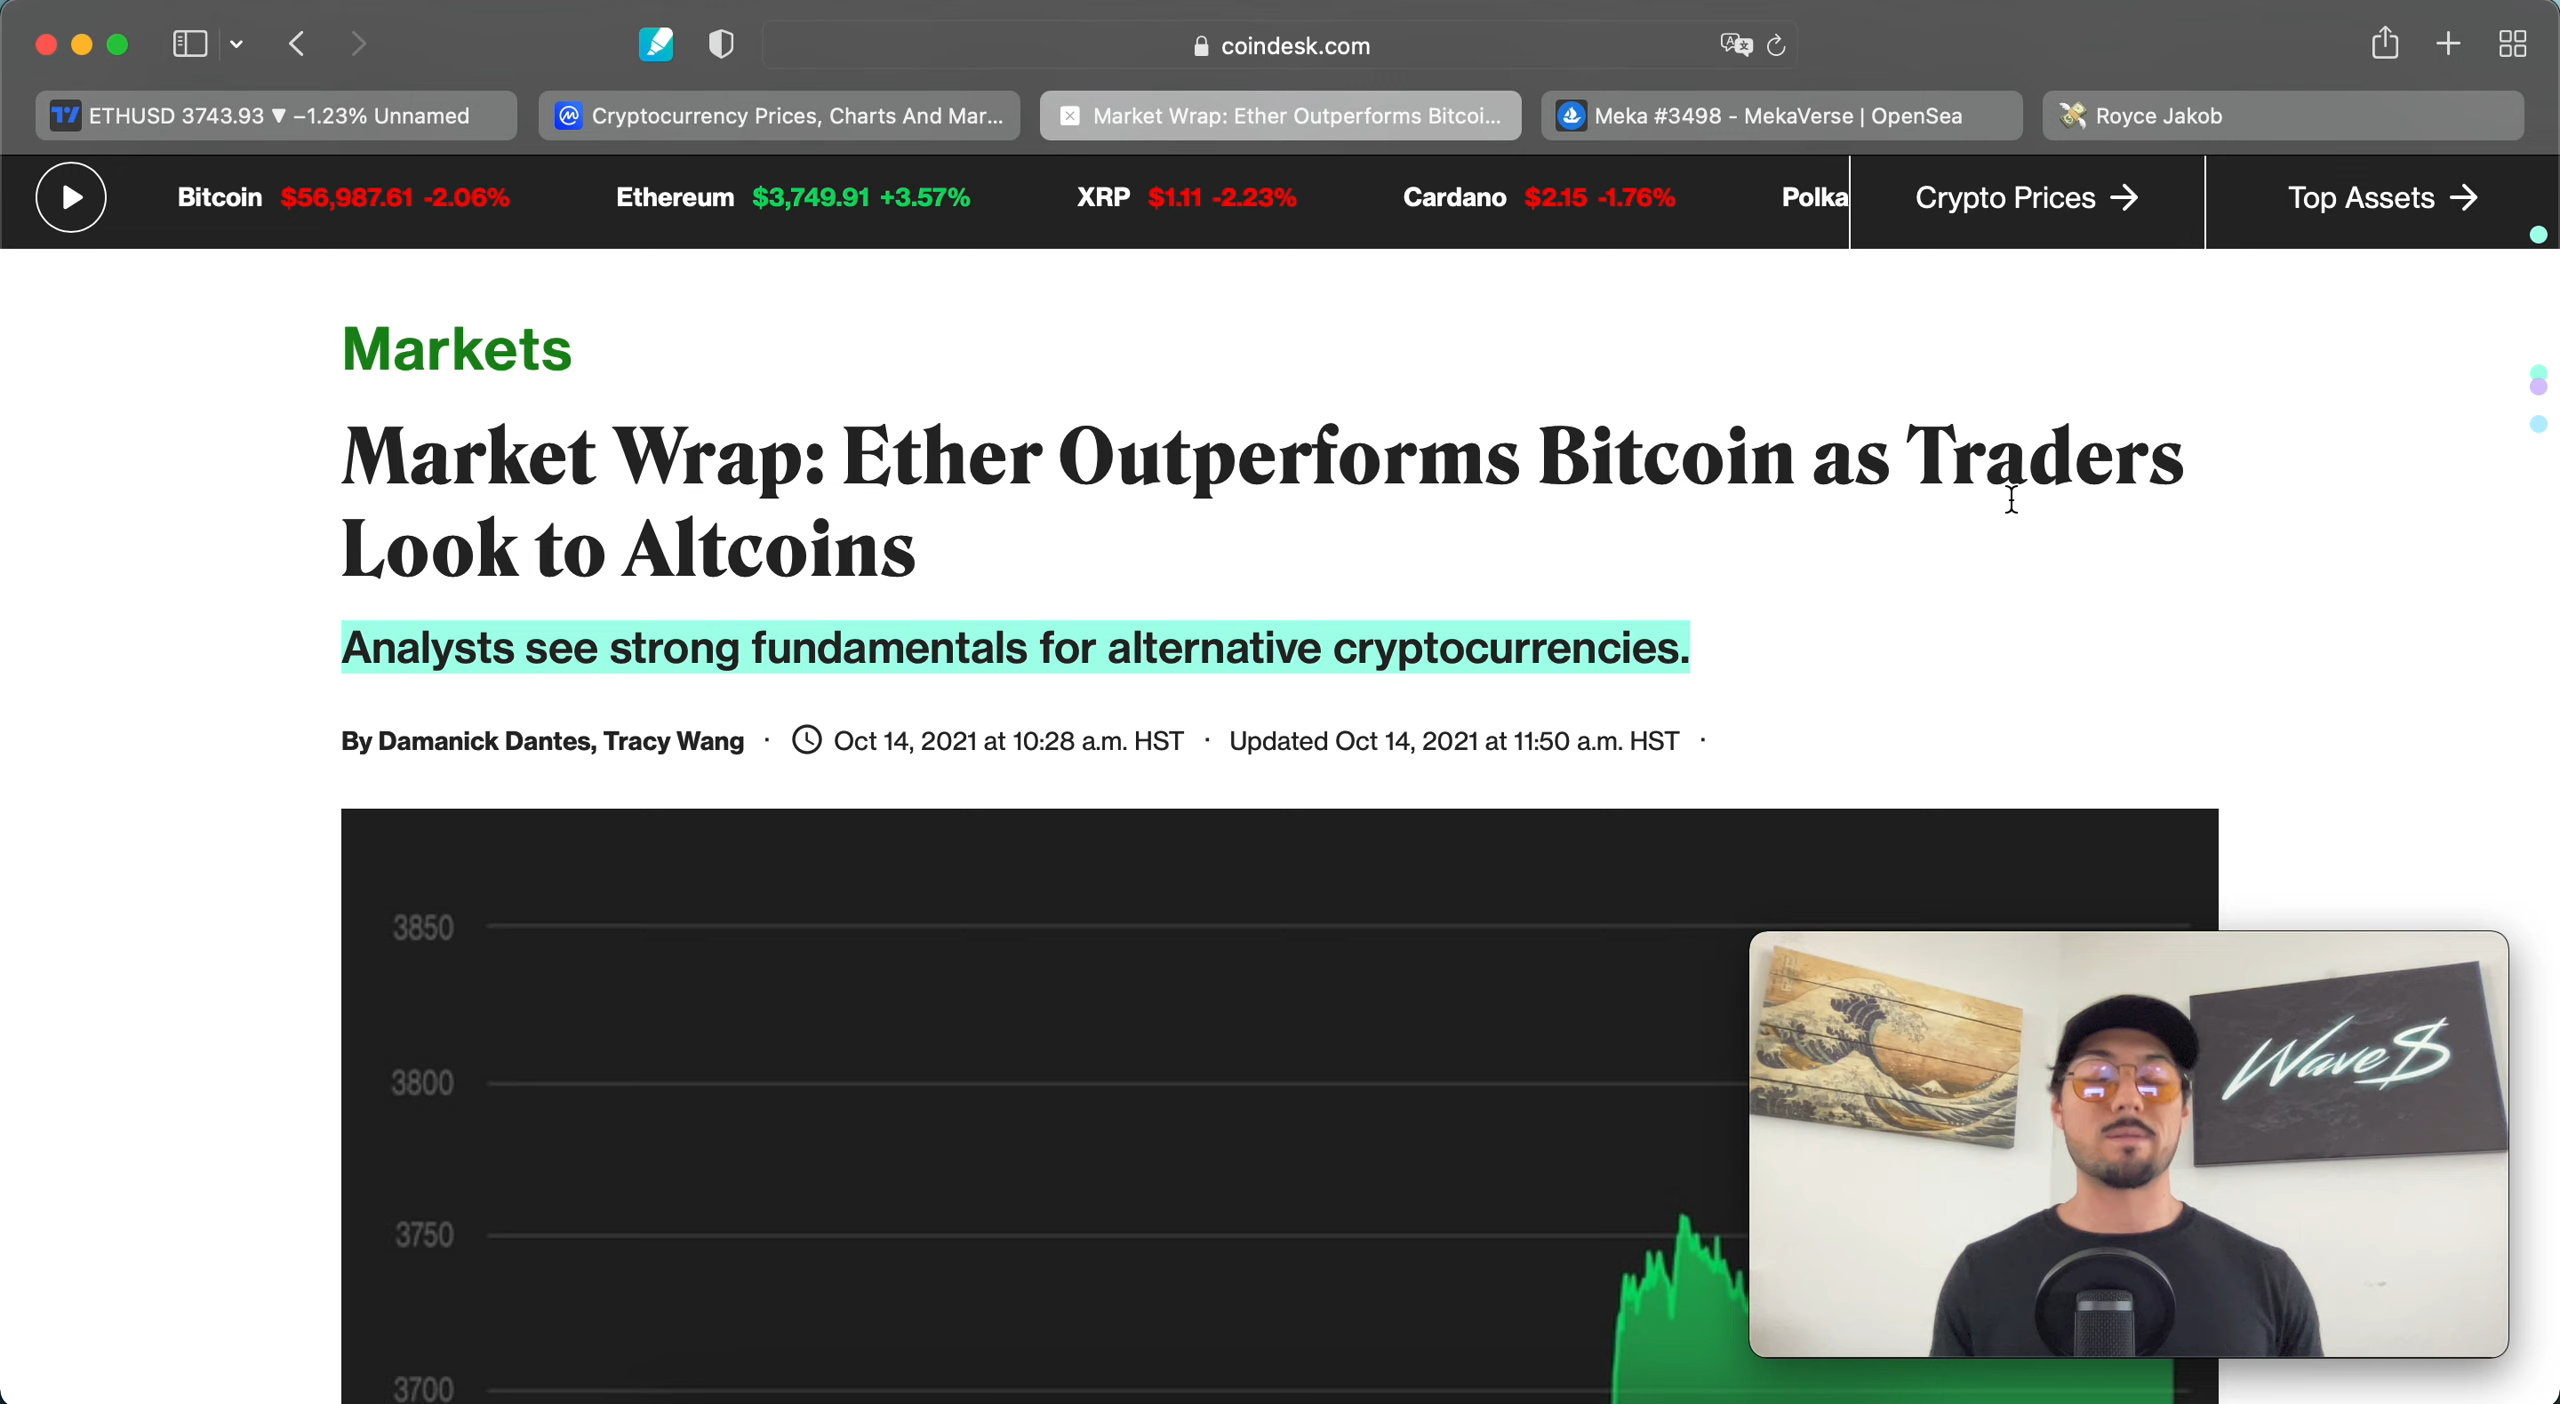 coindesk.com
ETHUSD 3743.93 ▼ −1.23% Unnamed
Cryptocurrency Prices, Charts And Mar...
Market Wrap: Ether Outperforms Bitcoi...
Meka #3498 - MekaVerse | OpenSea
Royce Jakob
Bitcoin $56,987.61 -2.06%
Ethereum $3,749.91 +3.57%
XRP $1.11 -2.23%
Cardano $2.15 -1.76%
Polka
Crypto Prices →
Top Assets →
Markets
Market Wrap: Ether Outperforms Bitcoin as Traders
Look to Altcoins
Analysts see strong fundamentals for alternative cryptocurrencies.
By Damanick Dantes, Tracy Wang · Oct 14, 2021 at 10:28 a.m. HST · Updated Oct 14, 2021 at 11:50 a.m. HST ·
3850
3800
3750
3700
Wave$